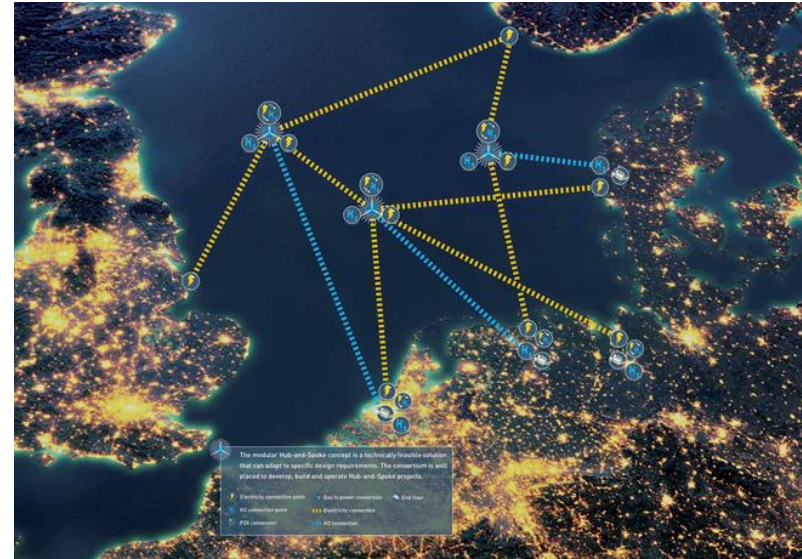 The modular Hub-and-Spoke concept is a technically feasible solution
that can adapt to specific design requirements. The consortium is well
placed to develop, build and operate Hub-and-Spoke projects.
Electricity connection point
Gas to power conversion
End User
H2 connection point
Electricity connection
P2X conversion
H2 connection